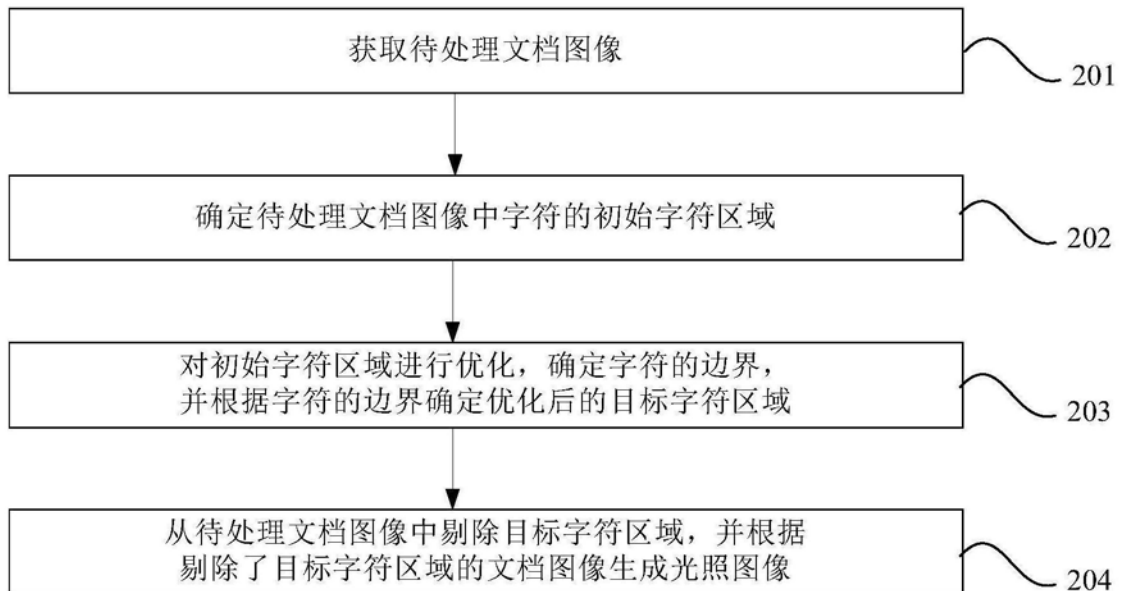 获取待处理文档图像
201
确定待处理文档图像中字符的初始字符区域
202
对初始字符区域进行优化，确定字符的边界，
并根据字符的边界确定优化后的目标字符区域
203
从待处理文档图像中剔除目标字符区域，并根据
剔除了目标字符区域的文档图像生成光照图像
204